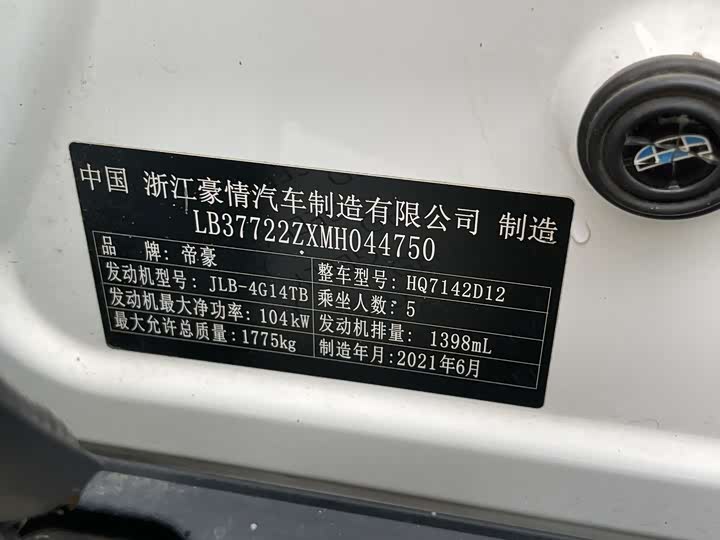 中国 浙江豪情汽车制造有限公司 制造
LB37722ZXMH044750
品 牌: 帝豪
整车型号: HQ7142D12
发动机型号: JLB-4G14TB
乘坐人数: 5
发动机最大净功率: 104kW
发动机排量: 1398mL
最大允许总质量: 1775kg
制造年月: 2021年6月